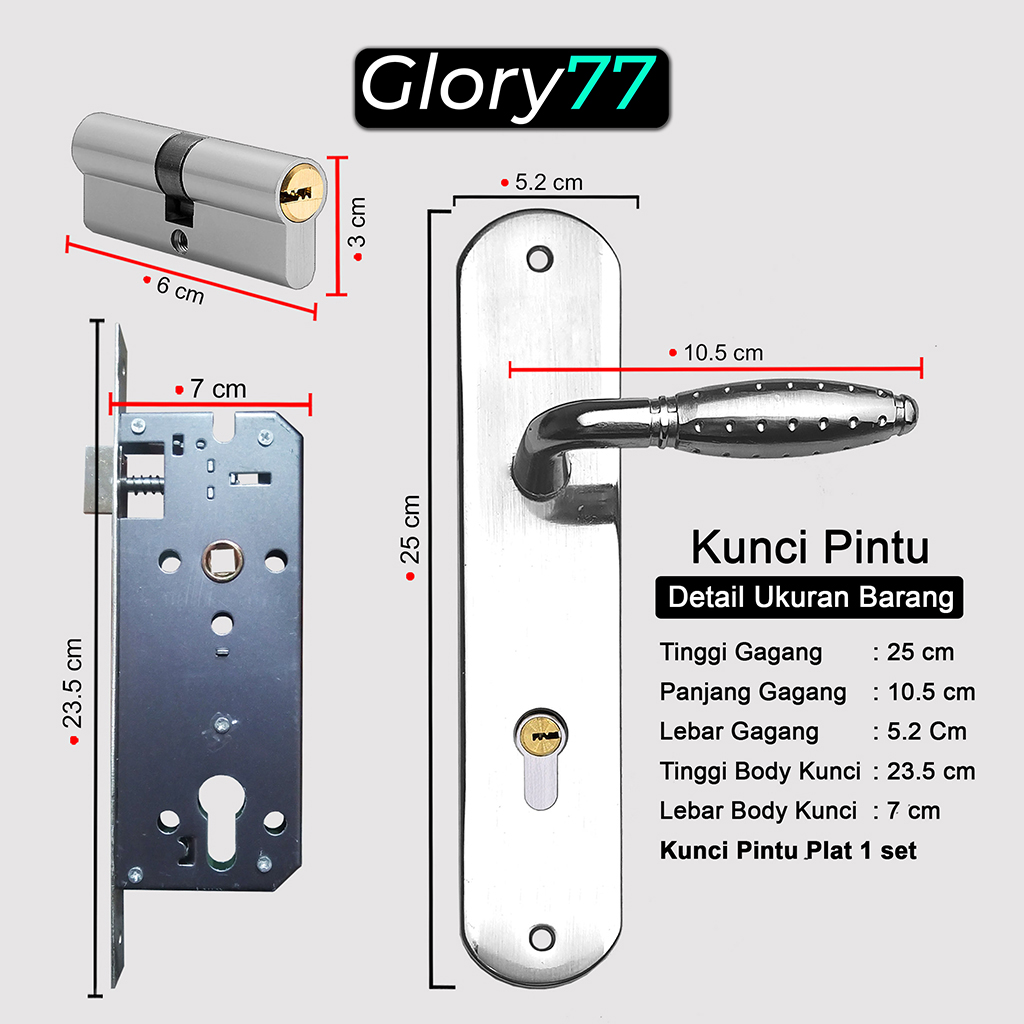 Glory77
5.2 cm
3 cm
6 cm
10.5 cm
7 cm
25 cm
23.5 cm
Kunci Pintu
Detail Ukuran Barang
Tinggi Gagang : 25 cm
Panjang Gagang : 10.5 cm
Lebar Gagang : 5.2 Cm
Tinggi Body Kunci : 23.5 cm
Lebar Body Kunci : 7 cm
Kunci Pintu Plat 1 set